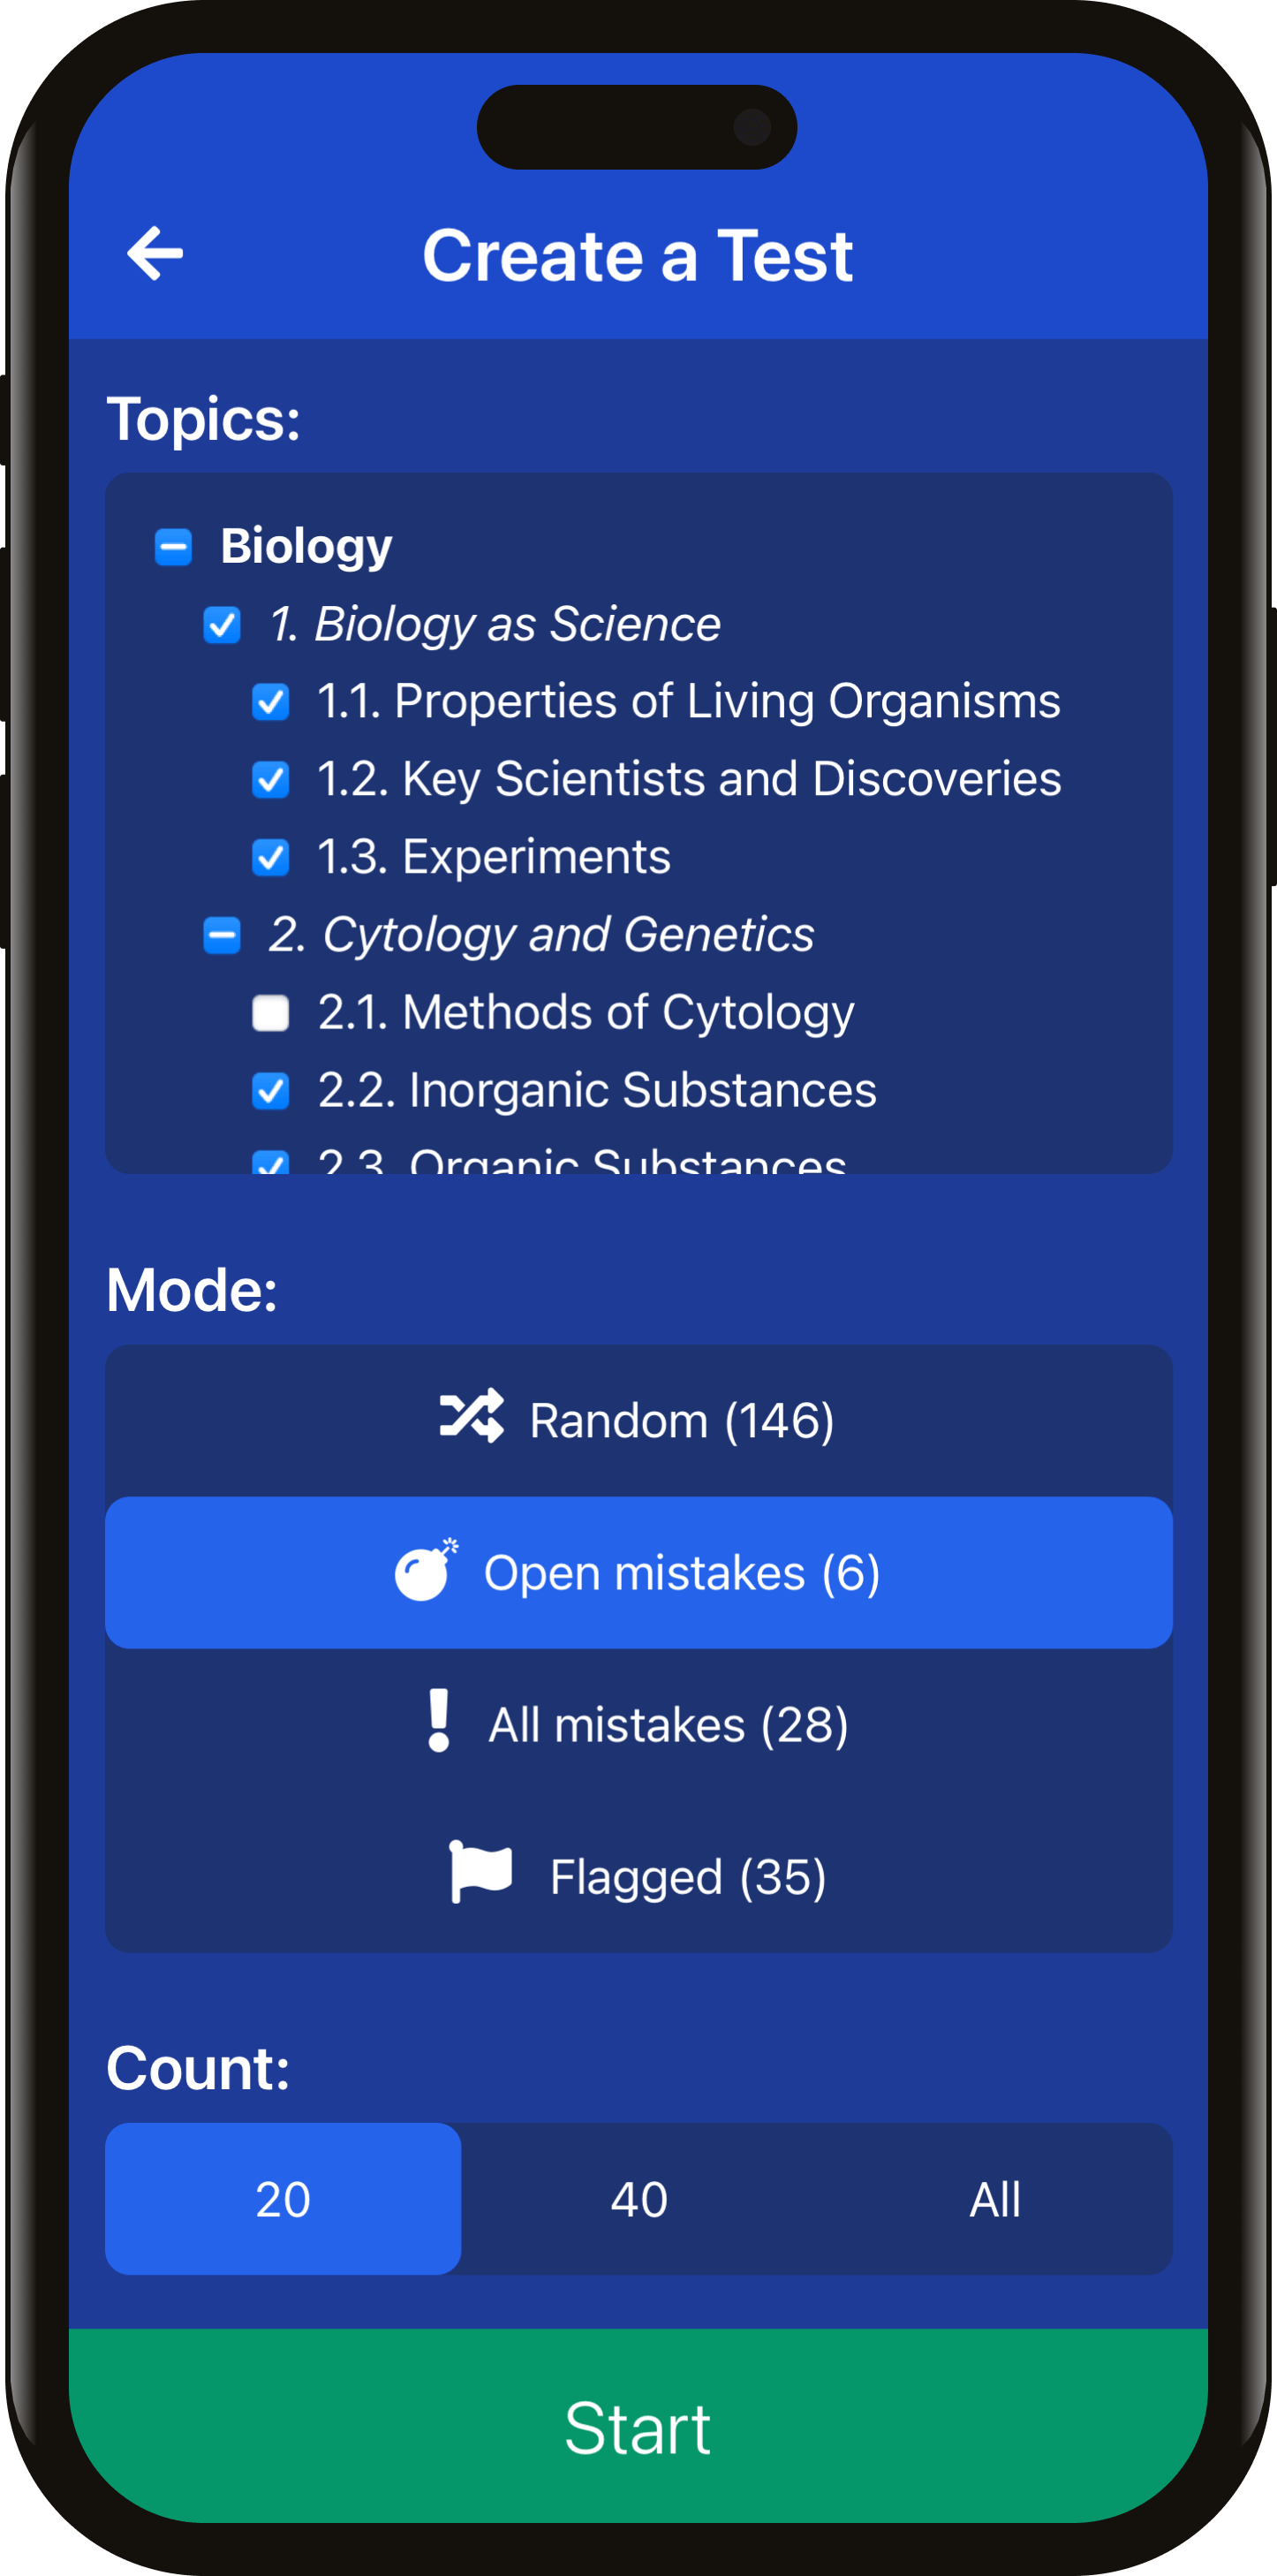 Create a Test
Topics:
Biology
1. Biology as Science
1.1. Properties of Living Organisms
1.2. Key Scientists and Discoveries
1.3. Experiments
2. Cytology and Genetics
2.1. Methods of Cytology
2.2. Inorganic Substances
2.3. Organic Substances
Mode:
Random (146)
Open mistakes (6)
All mistakes (28)
Flagged (35)
Count:
20 40 All
Start